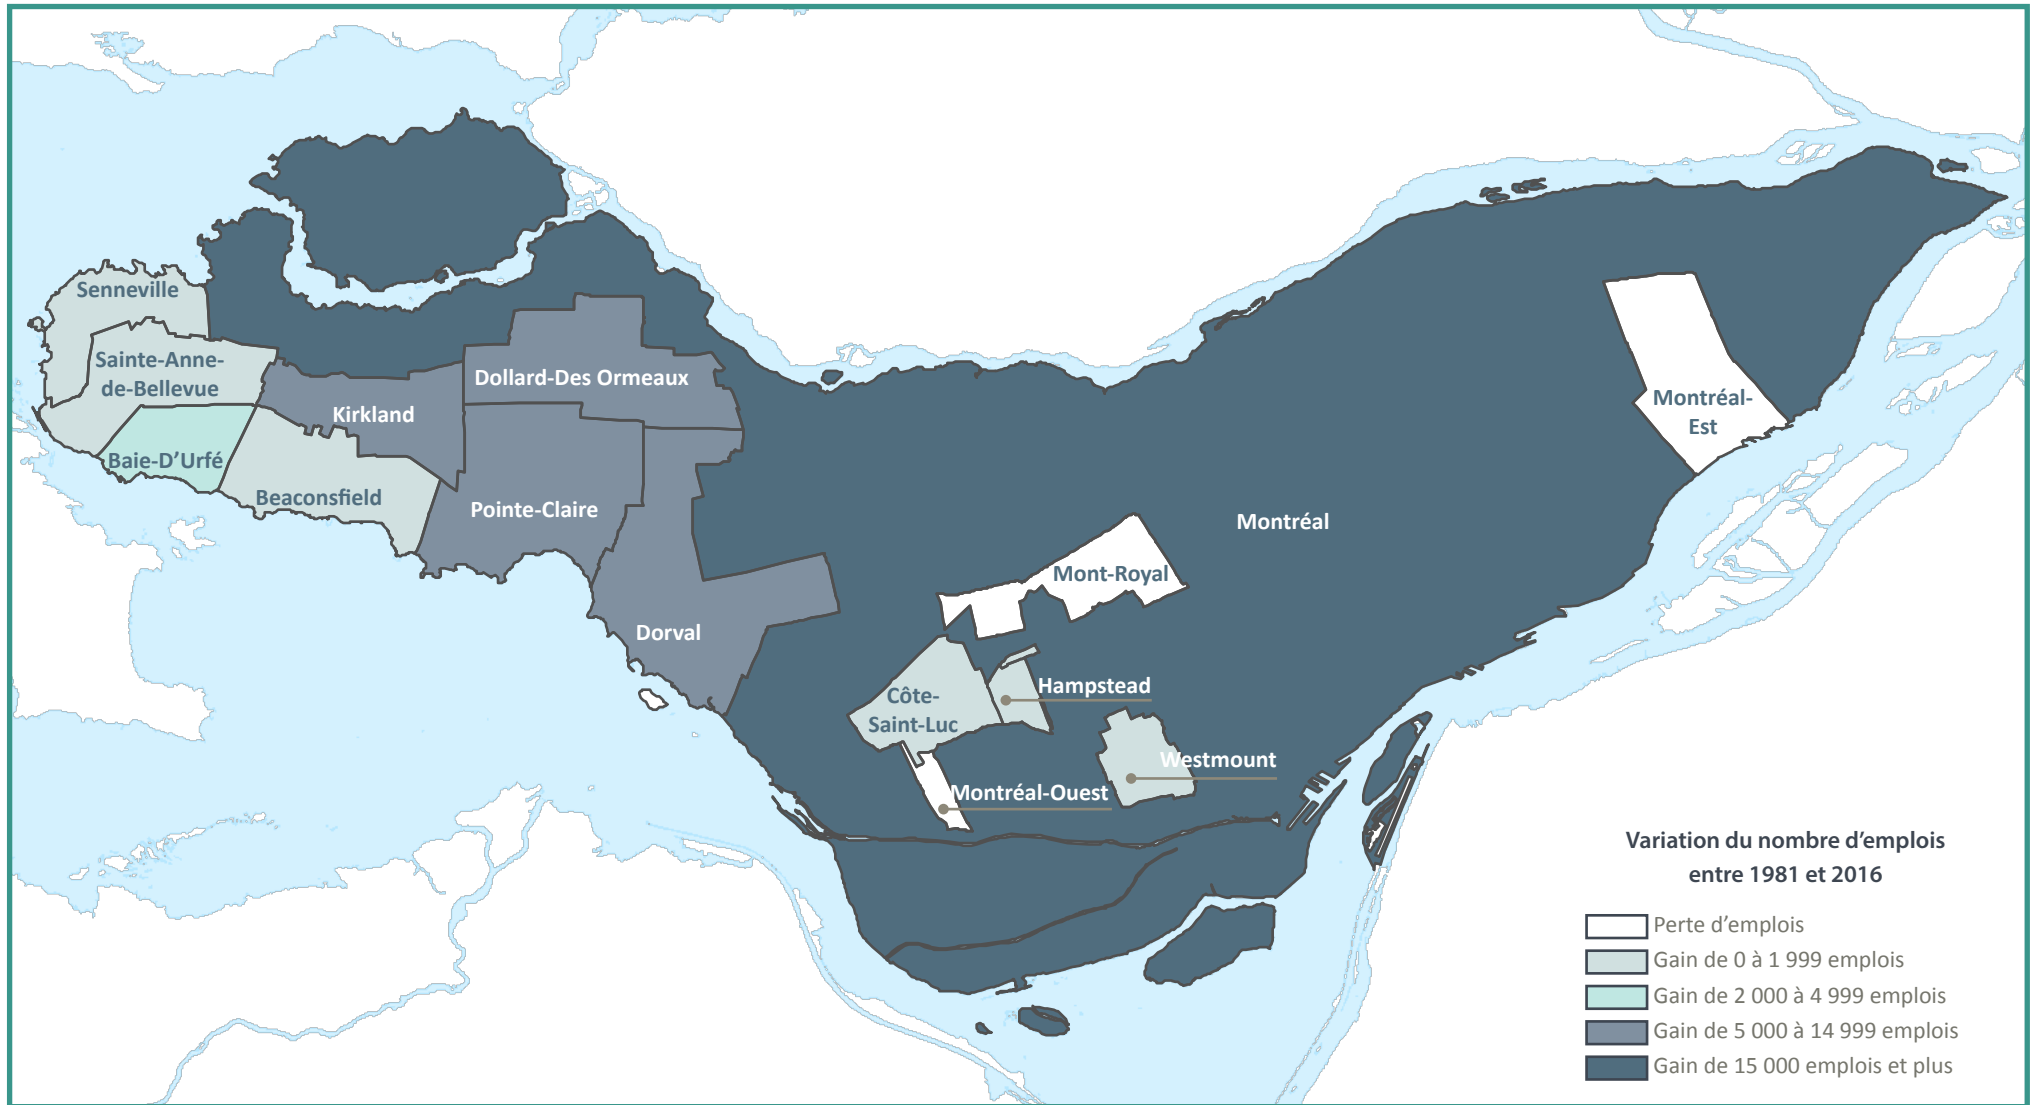 Senneville
Sainte-Anne-
de-Bellevue
Baie-D’Urfé
Kirkland
Beaconsfield
Dollard-Des Ormeaux
Pointe-Claire
Dorval
Montréal-
Est
Montréal
Mont-Royal
Côte-
Saint-Luc
Hampstead
Westmount
Montréal-Ouest
Variation du nombre d’emplois
entre 1981 et 2016
Perte d’emplois
Gain de 0 à 1 999 emplois
Gain de 2 000 à 4 999 emplois
Gain de 5 000 à 14 999 emplois
Gain de 15 000 emplois et plus